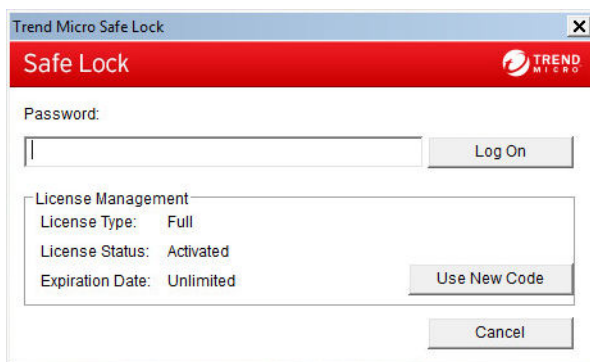 Trend Micro Safe Lock
Safe Lock
TREND
MICRO
Password:
Log On
License Management
License Type: Full
License Status: Activated
Expiration Date: Unlimited
Use New Code
Cancel